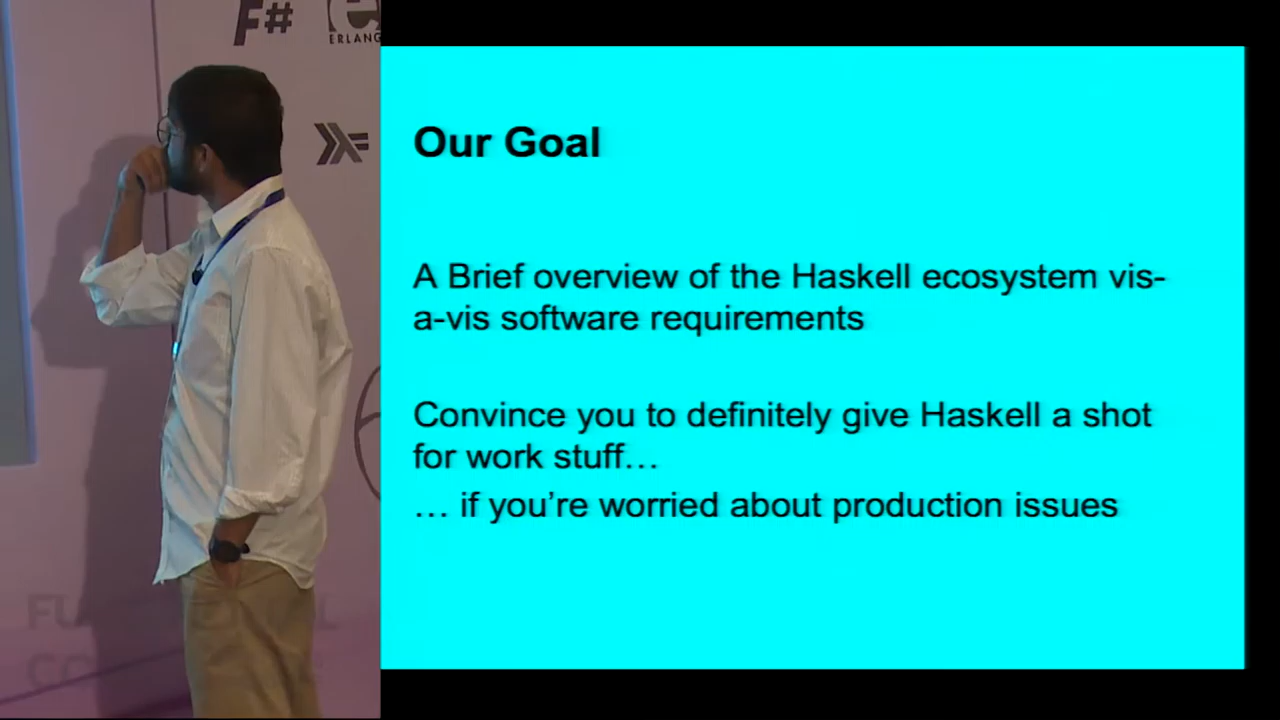 F#
ERLANG
Our Goal
A Brief overview of the Haskell ecosystem vis-
a-vis software requirements
Convince you to definitely give Haskell a shot
for work stuff…
… if you’re worried about production issues